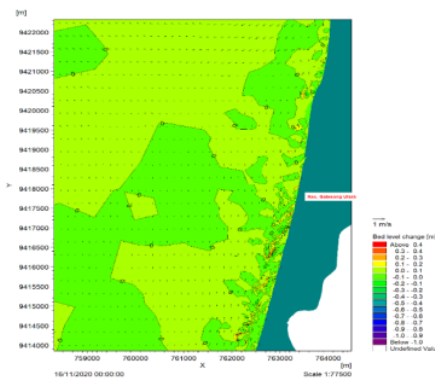 [m]
9422000
9421500
9421000
9420500
9420000
9419500
9419000
9418500
9418000
9417500
9417000
9416500
9416000
9415500
9415000
9414500
9414000
Y
759000 760000 761000 762000 763000 764000
X
[m]
16/11/2020 00:00:00
Scale 1:77500
1 m/s
Bed level change [m]
Above 0.4
0.3 - 0.4
0.2 - 0.3
0.1 - 0.2
0.0 - 0.1
-0.1 - 0.0
-0.2 - -0.1
-0.3 - -0.2
-0.4 - -0.3
-0.5 - -0.4
-0.6 - -0.5
-0.7 - -0.6
-0.8 - -0.7
-0.9 - -0.8
-1.0 - -0.9
Below -1.0
Undefined Valu